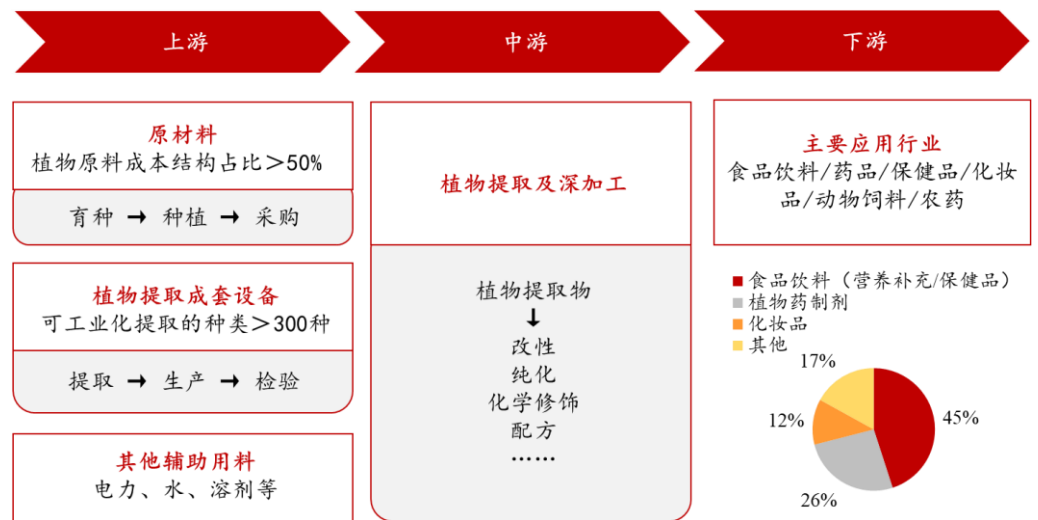 上游
中游
下游
原材料
植物原料成本结构占比＞50%
育种 → 种植 → 采购
植物提取成套设备
可工业化提取的种类＞300种
提取 → 生产 → 检验
其他辅助用料
电力、水、溶剂等
植物提取及深加工
植物提取物
↓
改性
纯化
化学修饰
配方
……
主要应用行业
食品饮料/药品/保健品/化妆
品/动物饲料/农药
食品饮料（营养补充/保健品）
植物药制剂
化妆品
其他
17%
12%
45%
26%